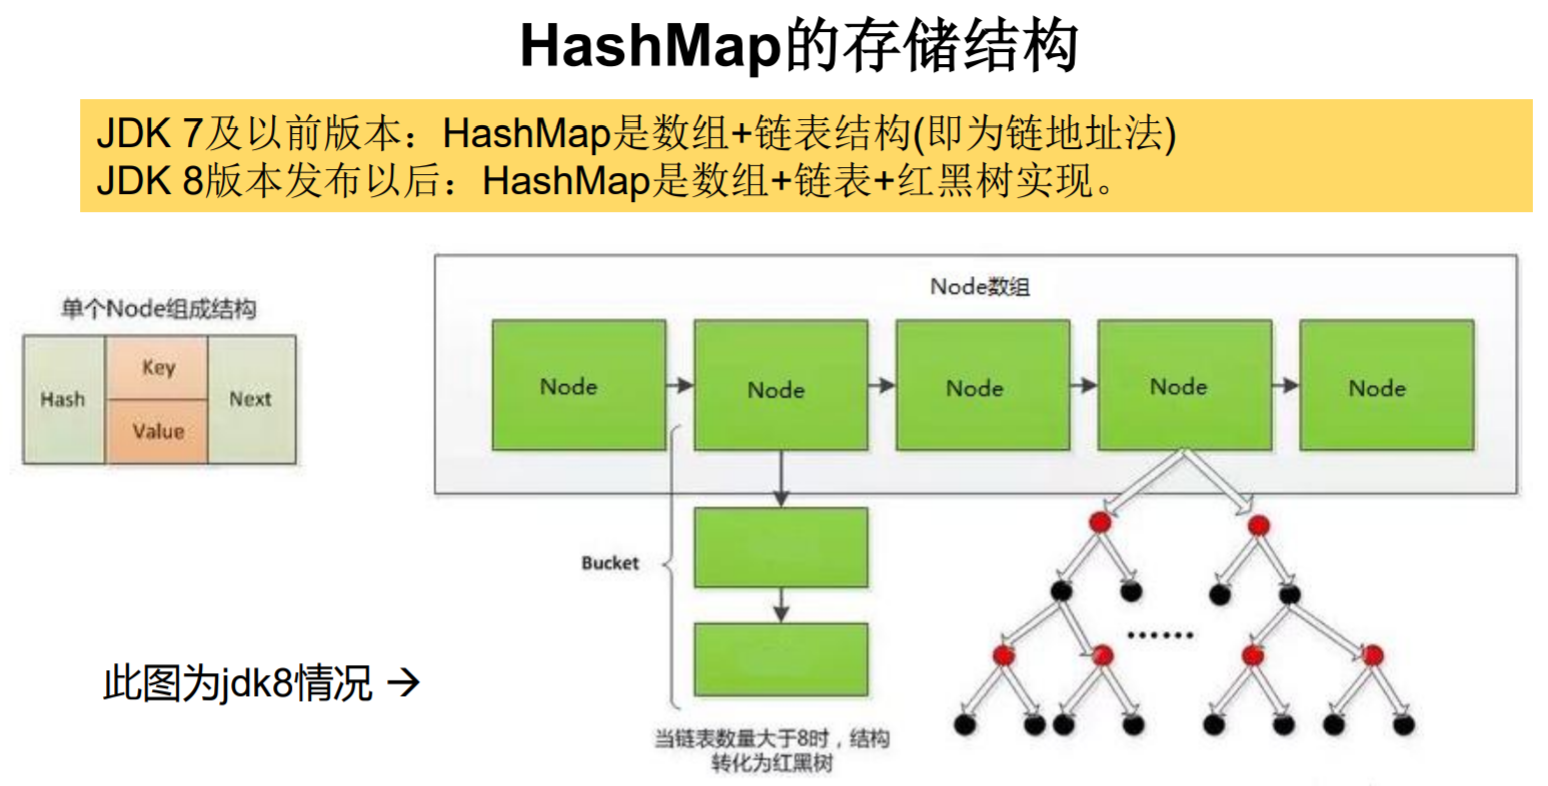 HashMap的存储结构
JDK 7及以前版本：HashMap是数组+链表结构(即为链地址法)
JDK 8版本发布以后：HashMap是数组+链表+红黑树实现。
单个Node组成结构
Hash
Key
Value
Next
Node数组
Node
Node
Node
Node
Node
Bucket
······
此图为jdk8情况 →
当链表数量大于8时，结构
转化为红黑树